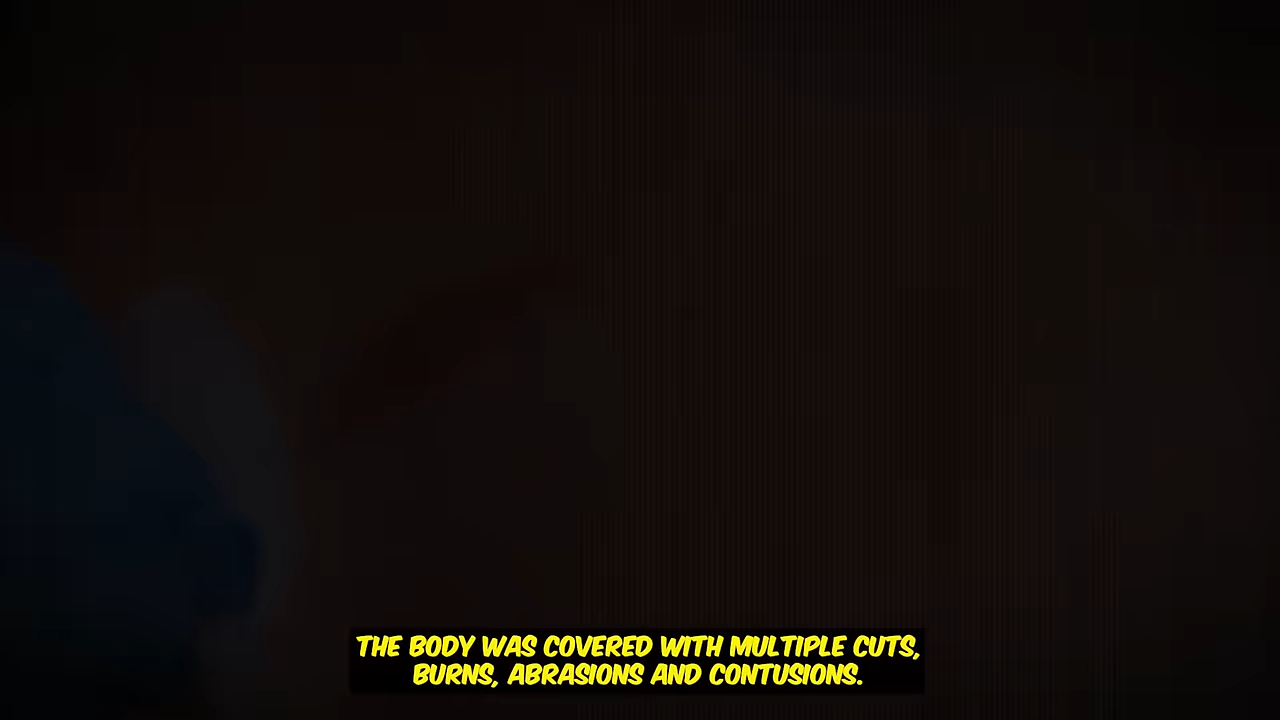 THE BODY WAS COVERED WITH MULTIPLE CUTS,
BURNS, ABRASIONS AND CONTUSIONS.